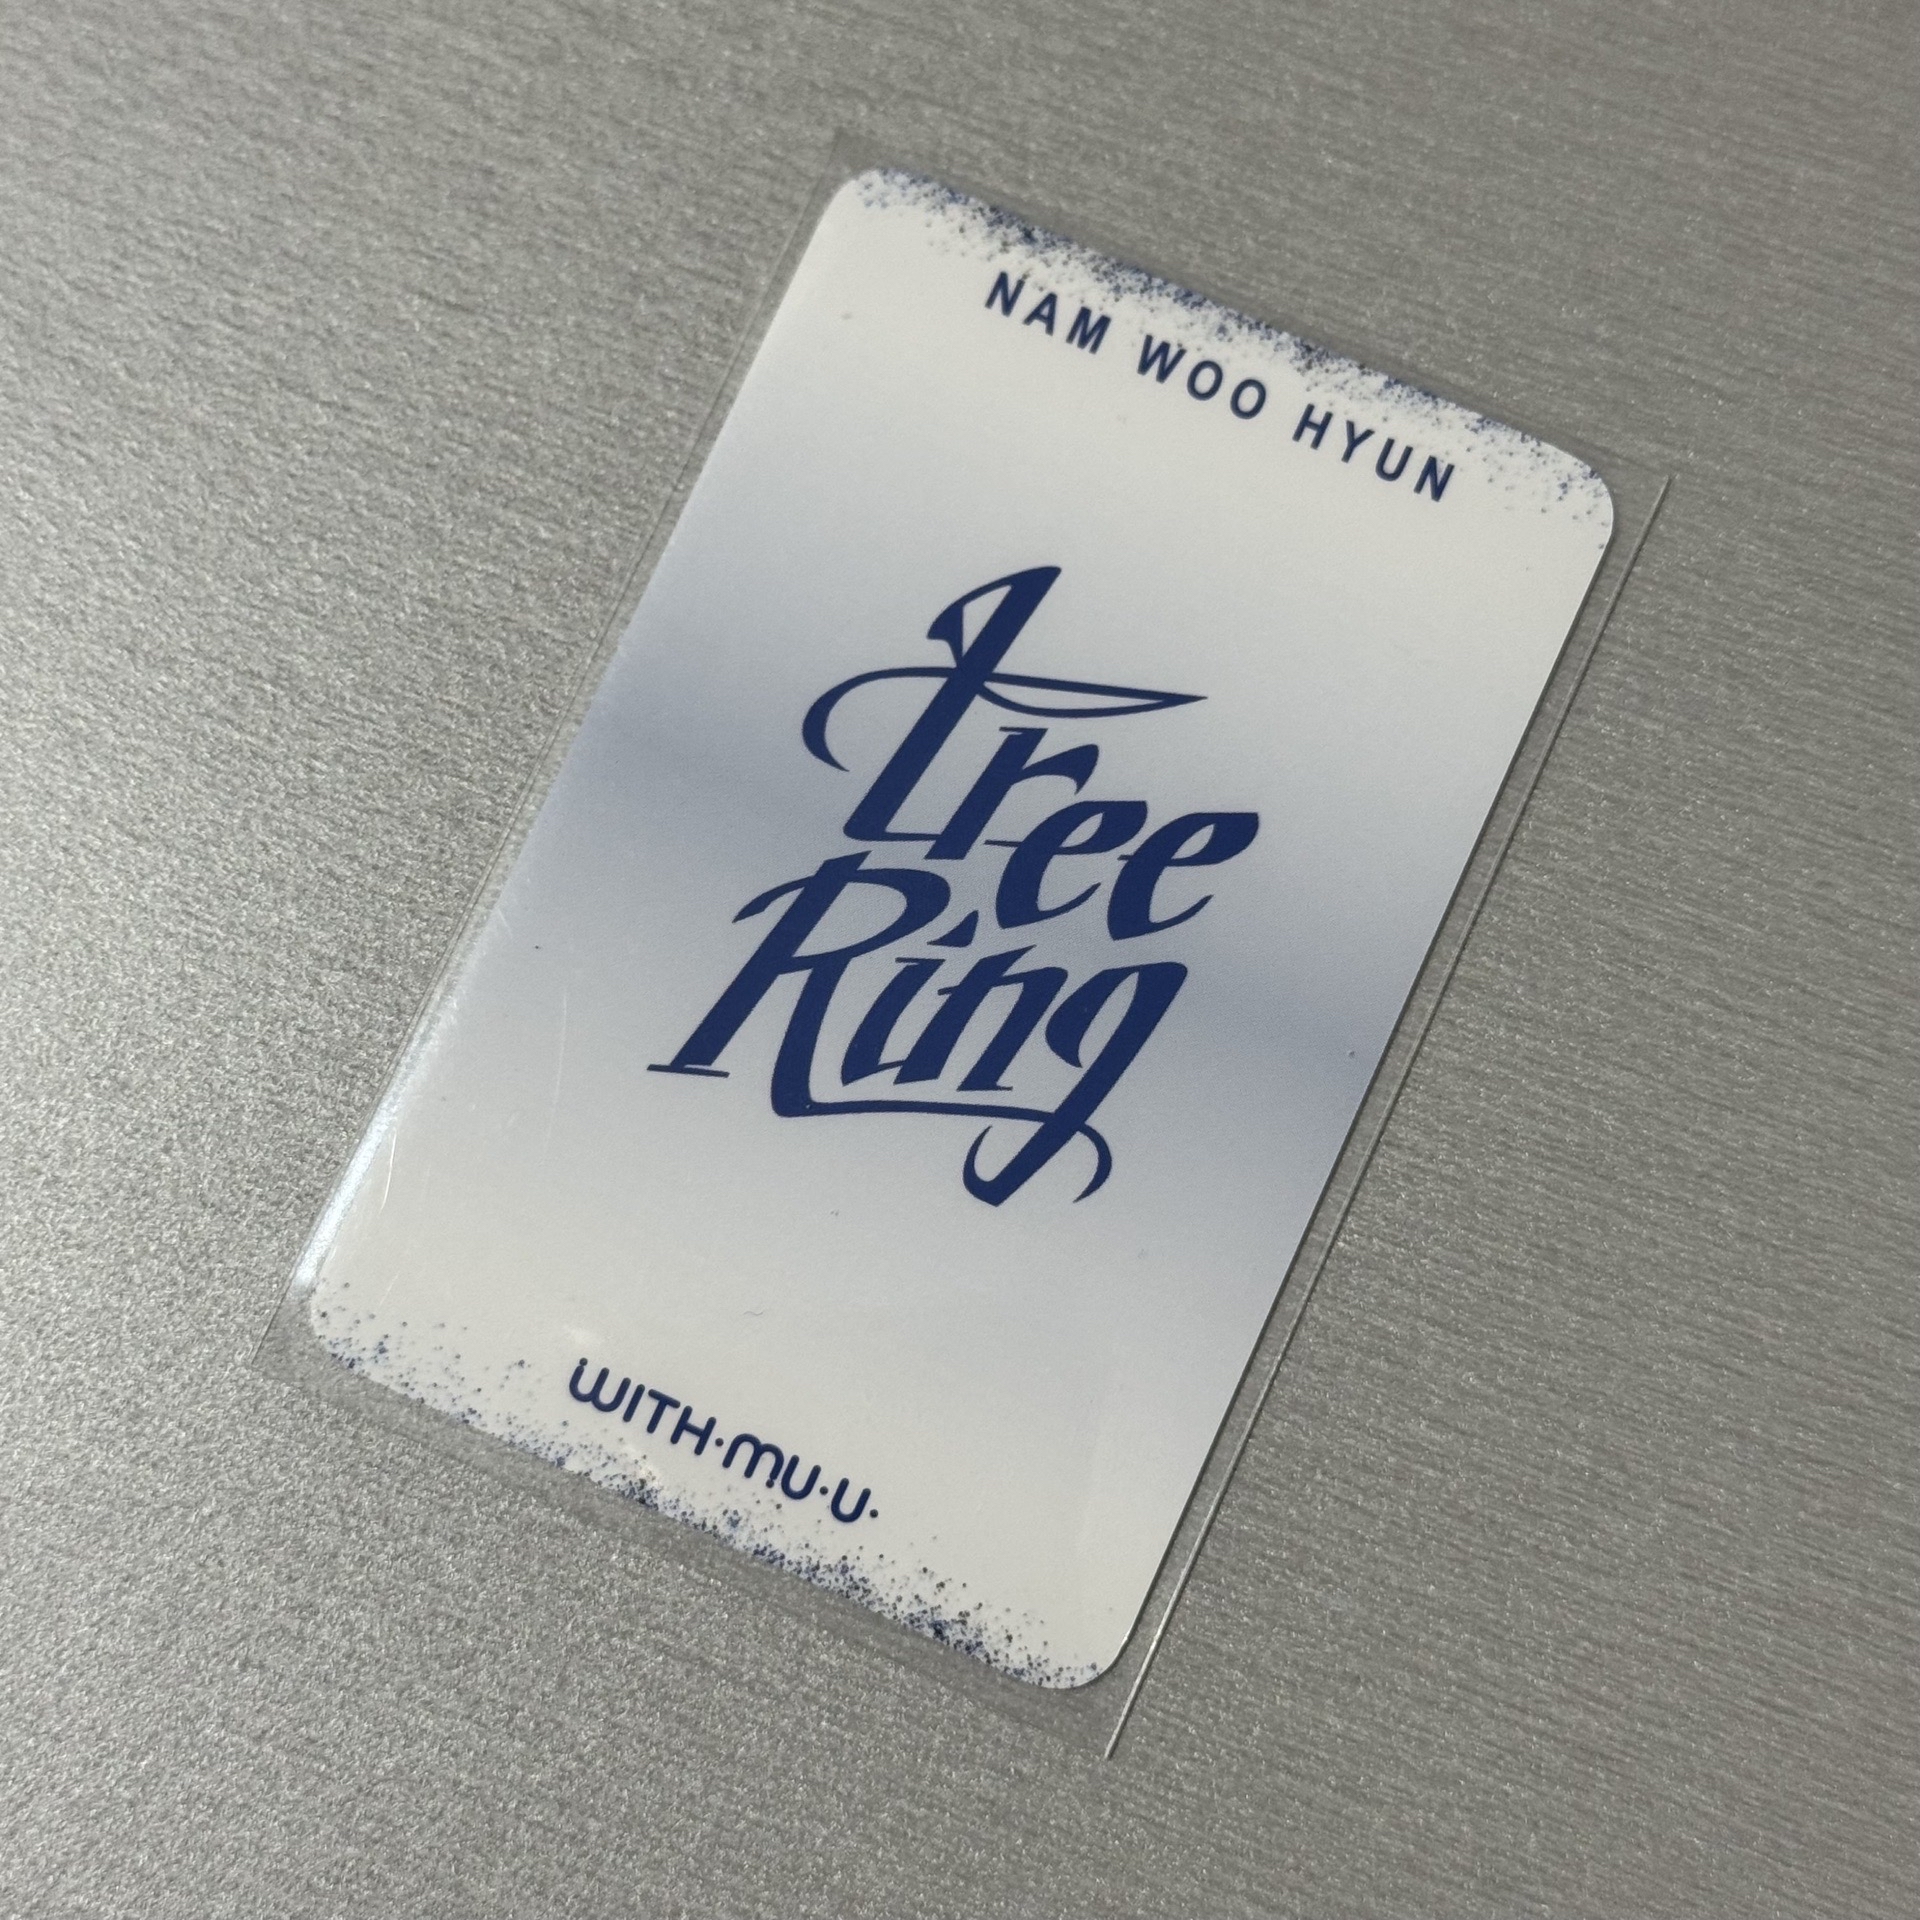 NAM WOO HYUN
Tree
Ring
WITH·MU·U·